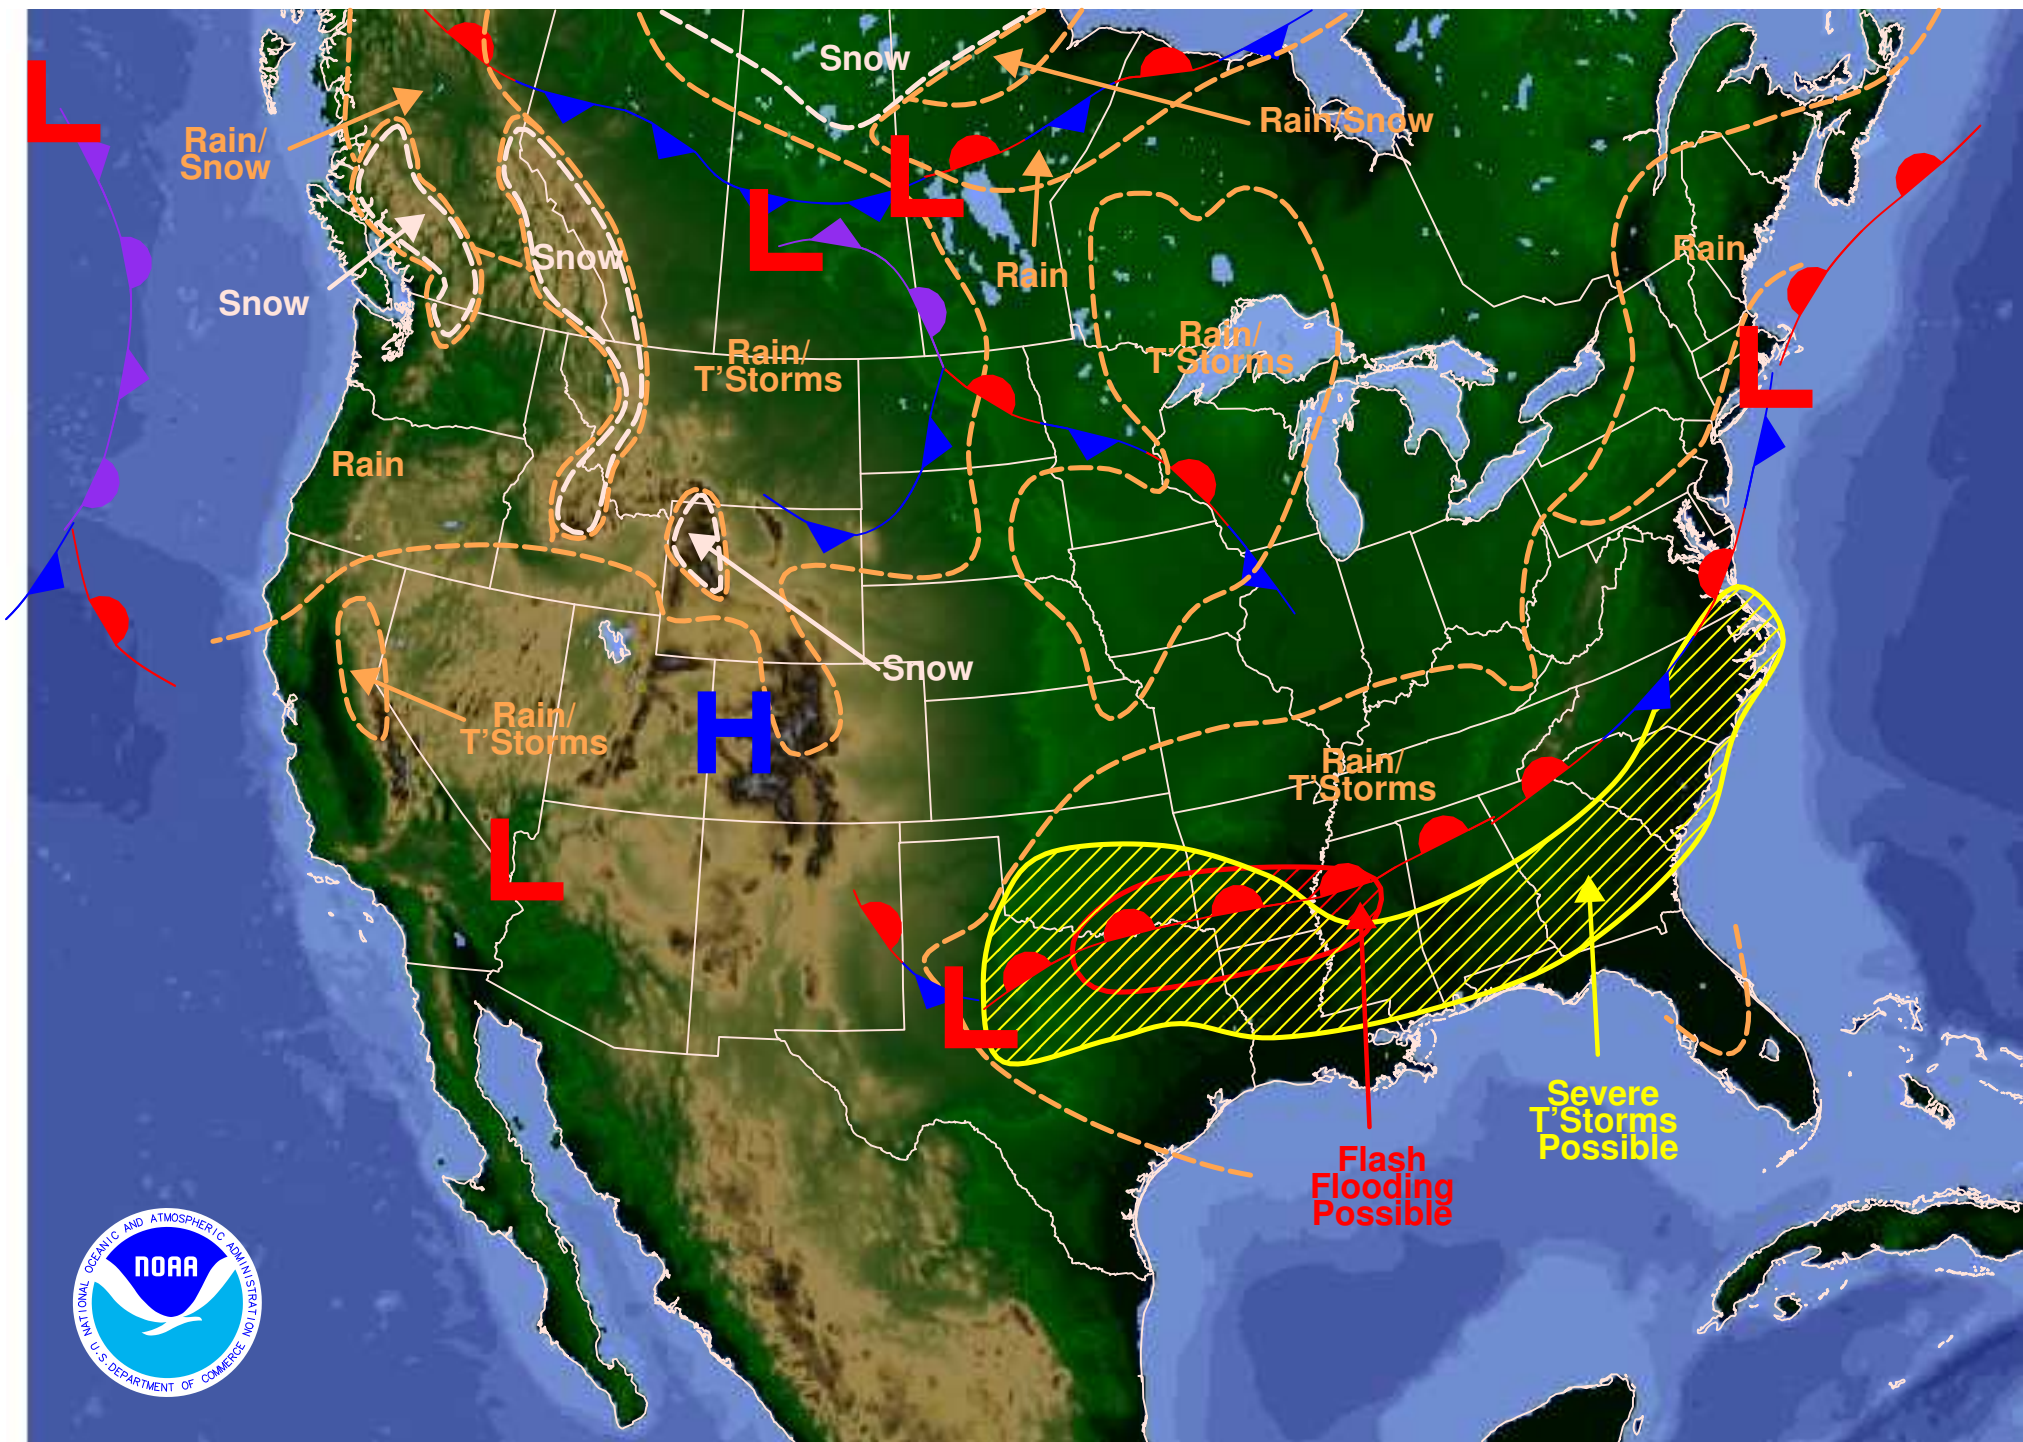 Snow
L
Rain/
Snow
Rain/Snow
L
L
Snow
Rain
Rain
Snow
Rain/
T'Storms
Rain/
T'Storms
L
Rain
Snow
Rain/
T'Storms
H
Rain/
T'Storms
L
L
Severe
T'Storms
Possible
Flash
Flooding
Possible
NATIONAL OCEANIC AND ATMOSPHERIC ADMINISTRATION
NOAA
U.S. DEPARTMENT OF COMMERCE